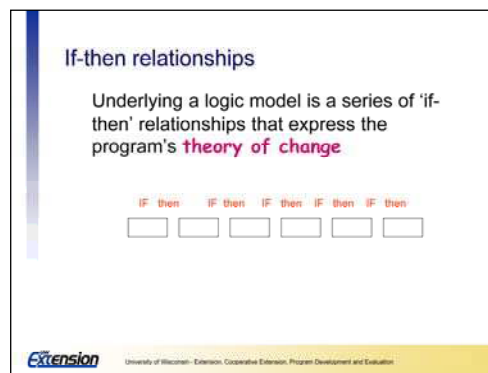 If-then relationships
Underlying a logic model is a series of ‘if-
then’ relationships that express the
program’s theory of change
IF then IF then IF then IF then IF then
Extension
University of Wisconsin - Extension, Cooperative Extension, Program Development and Evaluation